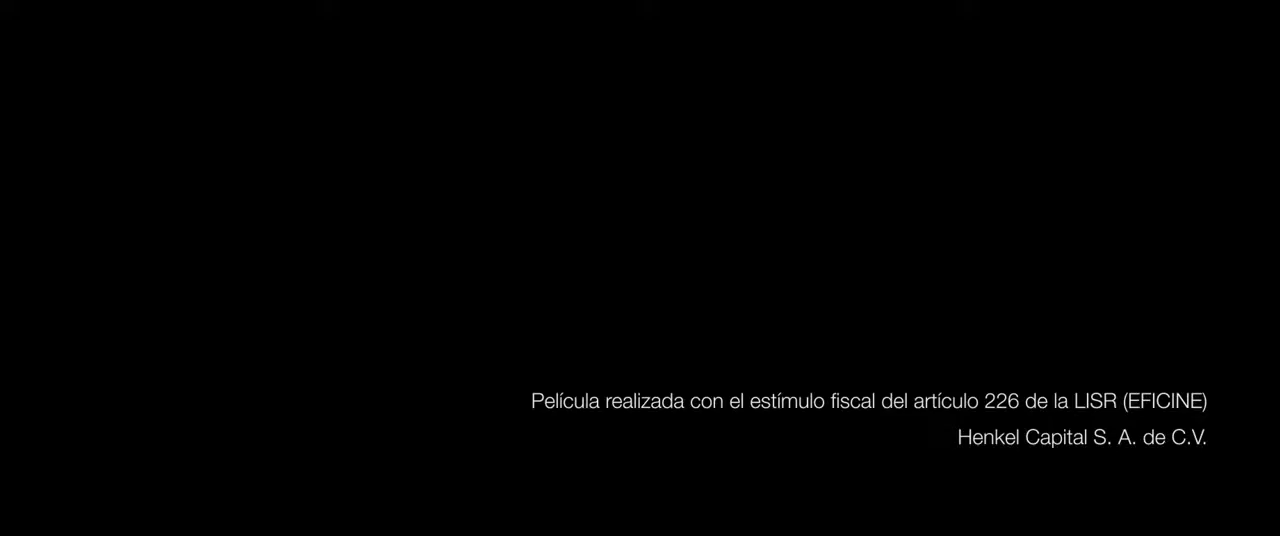 Película realizada con el estímulo fiscal del artículo 226 de la LISR (EFICINE)
Henkel Capital S. A. de C.V.